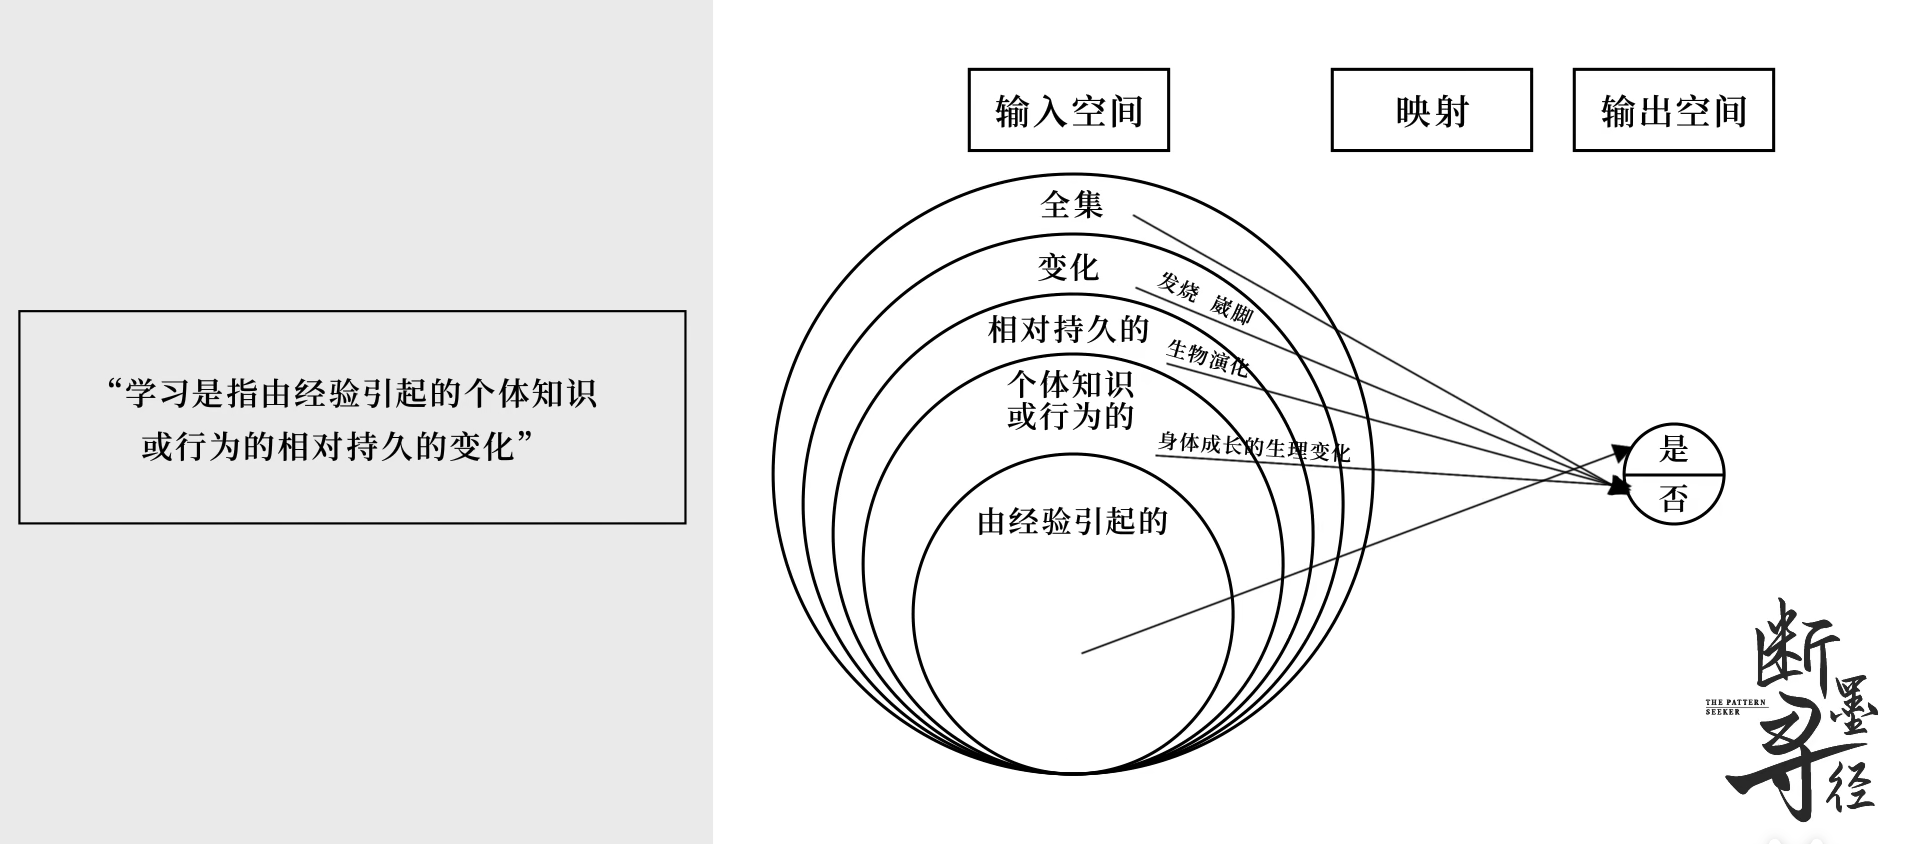 “学习是指由经验引起的个体知识
或行为的相对持久的变化”
输入空间
映射
输出空间
全集
变化
发烧 崴脚
相对持久的
生物演化
个体知识
或行为的
身体成长的生理变化
由经验引起的
是
否
断
墨
寻
径
THE PATTERN
SEEKER